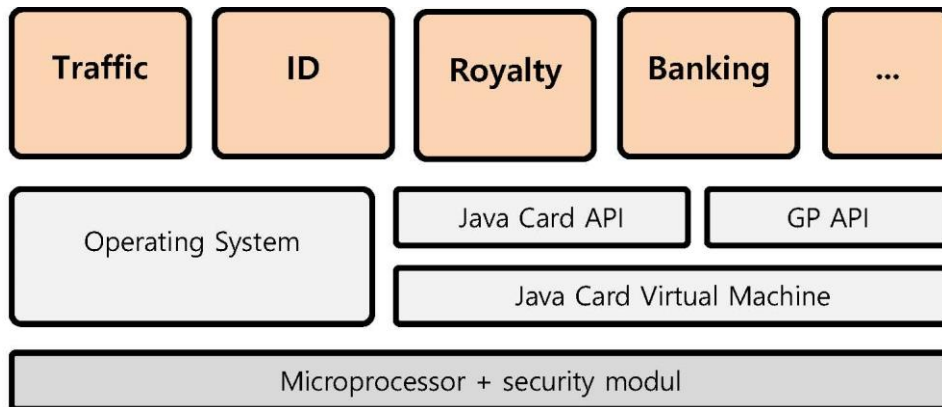 Traffic
ID
Royalty
Banking
...
Operating System
Java Card API
GP API
Java Card Virtual Machine
Microprocessor + security modul